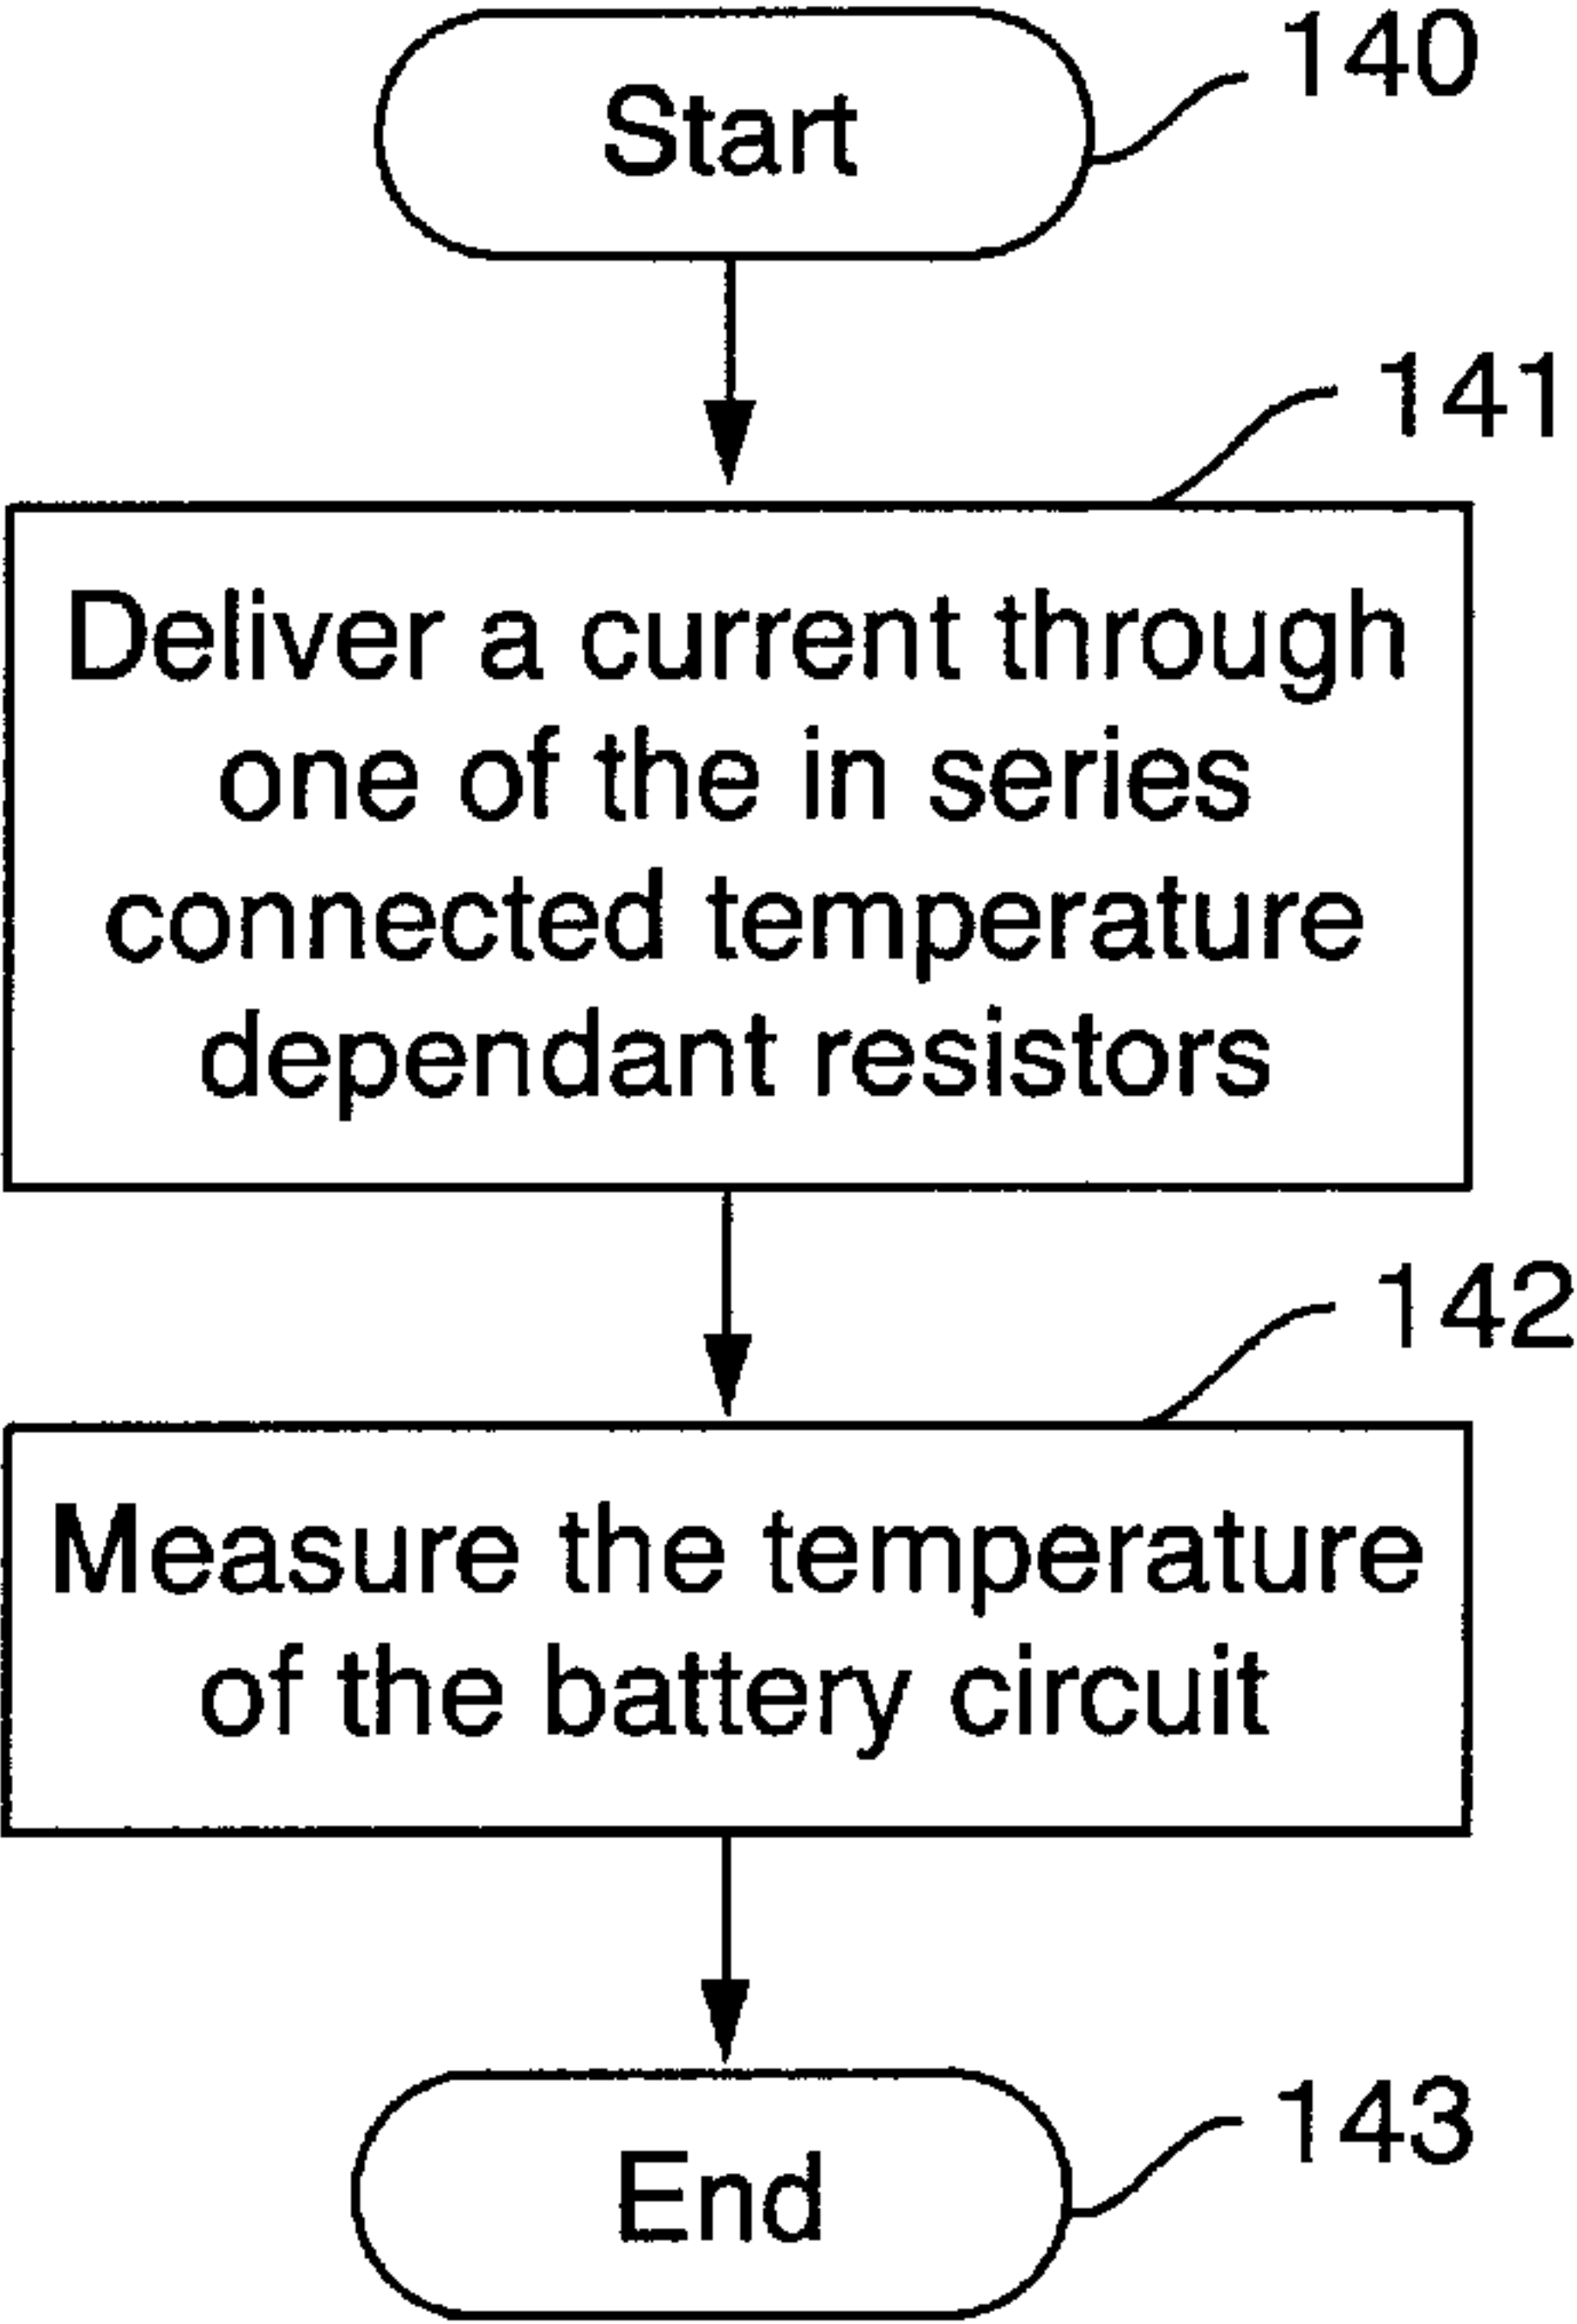 140
Start
141
Deliver a current through
one of the in series
connected temperature
dependant resistors
142
Measure the temperature
of the battery circuit
143
End